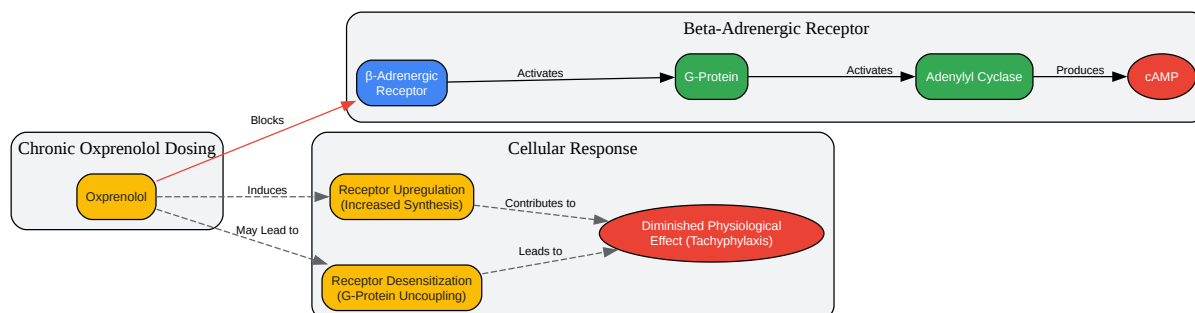 Beta-Adrenergic Receptor
β-Adrenergic
Receptor
Activates
G-Protein
Activates
Adenylyl Cyclase
Produces
cAMP
Blocks
Chronic Oxprenolol Dosing
Oxprenolol
Induces
May Lead to
Cellular Response
Receptor Upregulation
(Increased Synthesis)
Contributes to
Diminished Physiological
Effect (Tachyphylaxis)
Leads to
Receptor Desensitization
(G-Protein Uncoupling)